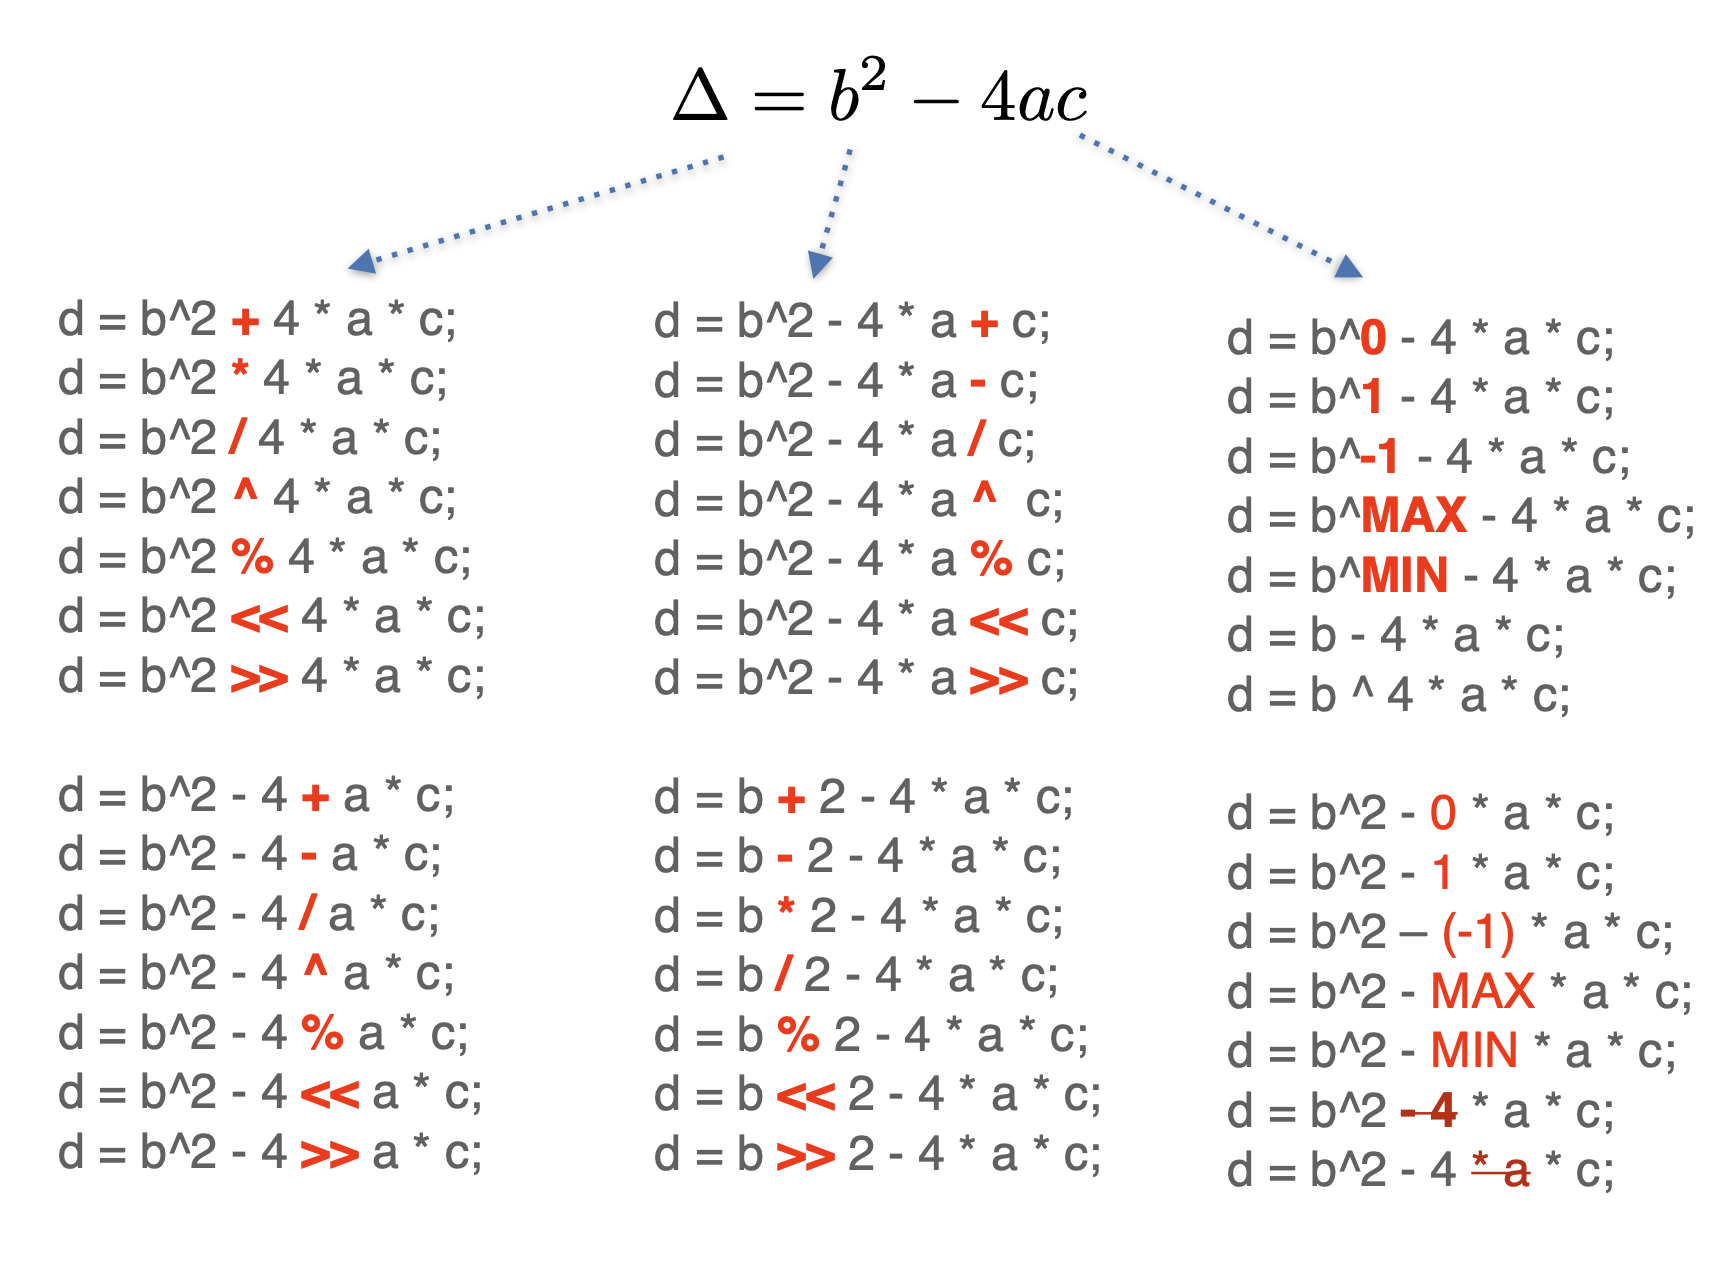 Δ = b² − 4ac
d = b^2 + 4 * a * c;
d = b^2 * 4 * a * c;
d = b^2 / 4 * a * c;
d = b^2 ^ 4 * a * c;
d = b^2 % 4 * a * c;
d = b^2 << 4 * a * c;
d = b^2 >> 4 * a * c;
d = b^2 - 4 * a + c;
d = b^2 - 4 * a - c;
d = b^2 - 4 * a / c;
d = b^2 - 4 * a ^ c;
d = b^2 - 4 * a % c;
d = b^2 - 4 * a << c;
d = b^2 - 4 * a >> c;
d = b^0 - 4 * a * c;
d = b^1 - 4 * a * c;
d = b^-1 - 4 * a * c;
d = b^MAX - 4 * a * c;
d = b^MIN - 4 * a * c;
d = b - 4 * a * c;
d = b ^ 4 * a * c;
d = b^2 - 4 + a * c;
d = b^2 - 4 - a * c;
d = b^2 - 4 / a * c;
d = b^2 - 4 ^ a * c;
d = b^2 - 4 % a * c;
d = b^2 - 4 << a * c;
d = b^2 - 4 >> a * c;
d = b + 2 - 4 * a * c;
d = b - 2 - 4 * a * c;
d = b * 2 - 4 * a * c;
d = b / 2 - 4 * a * c;
d = b % 2 - 4 * a * c;
d = b << 2 - 4 * a * c;
d = b >> 2 - 4 * a * c;
d = b^2 - 0 * a * c;
d = b^2 - 1 * a * c;
d = b^2 – (-1) * a * c;
d = b^2 - MAX * a * c;
d = b^2 - MIN * a * c;
d = b^2 - 4 * a * c;
d = b^2 - 4 * a * c;